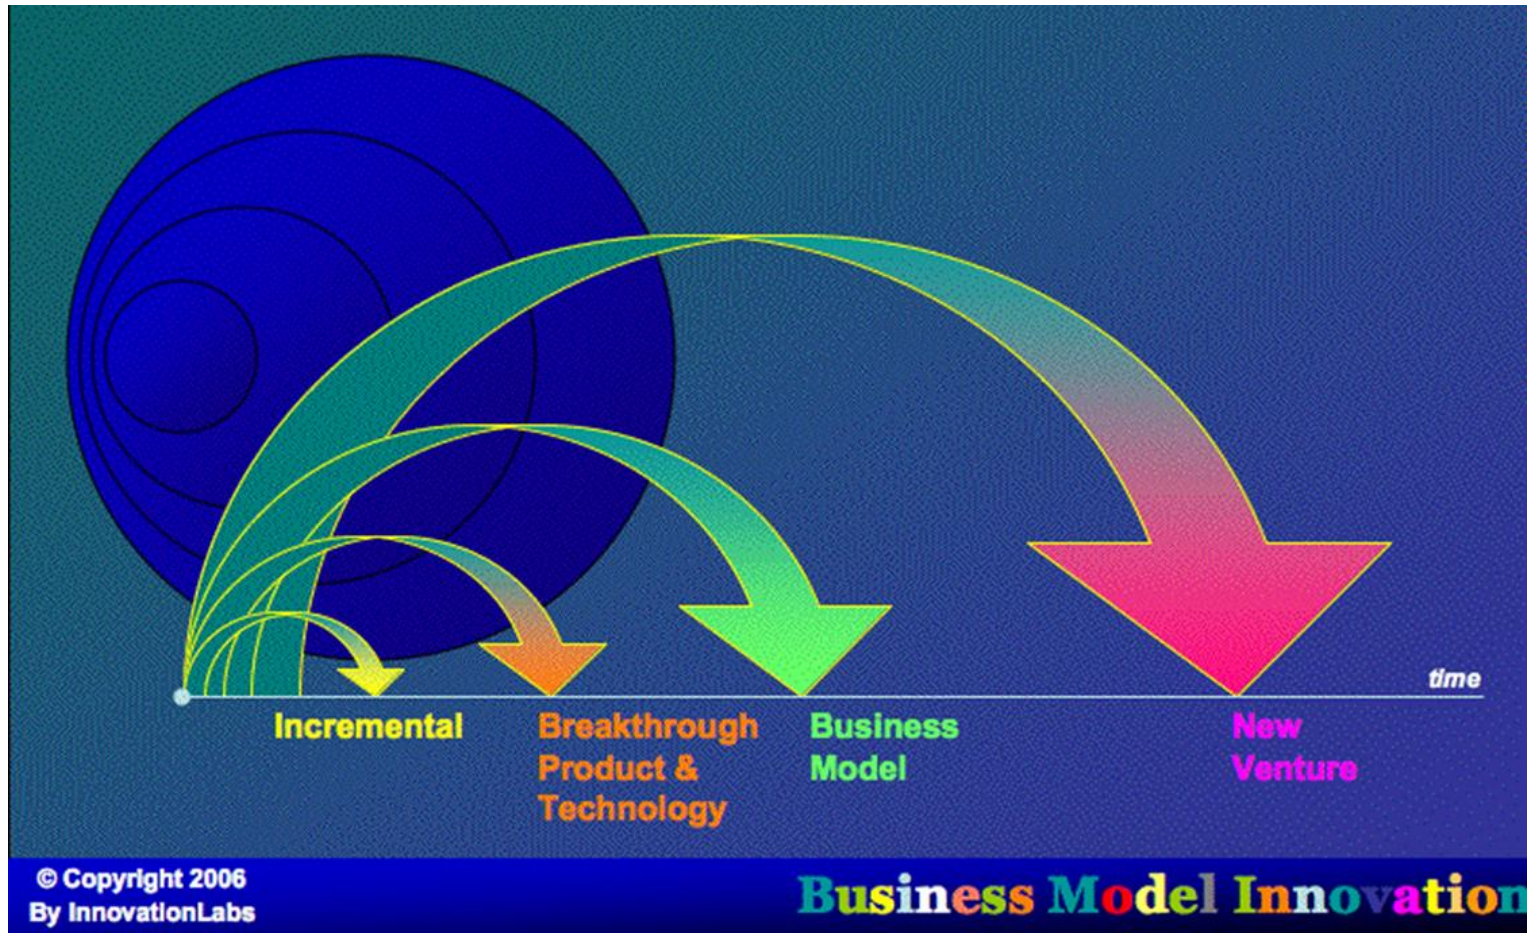 time
Incremental
Breakthrough
Product &
Technology
Business
Model
New
Venture
© Copyright 2006
By InnovationLabs
Business Model Innovation